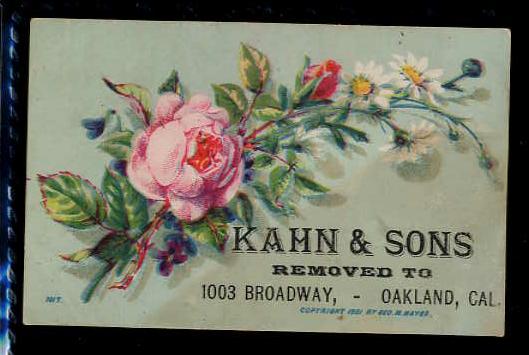 KAHN & SONS
REMOVED TO
1003 BROADWAY, - OAKLAND, CAL.
COPYRIGHT 1881 BY GEO. M. HAYES.